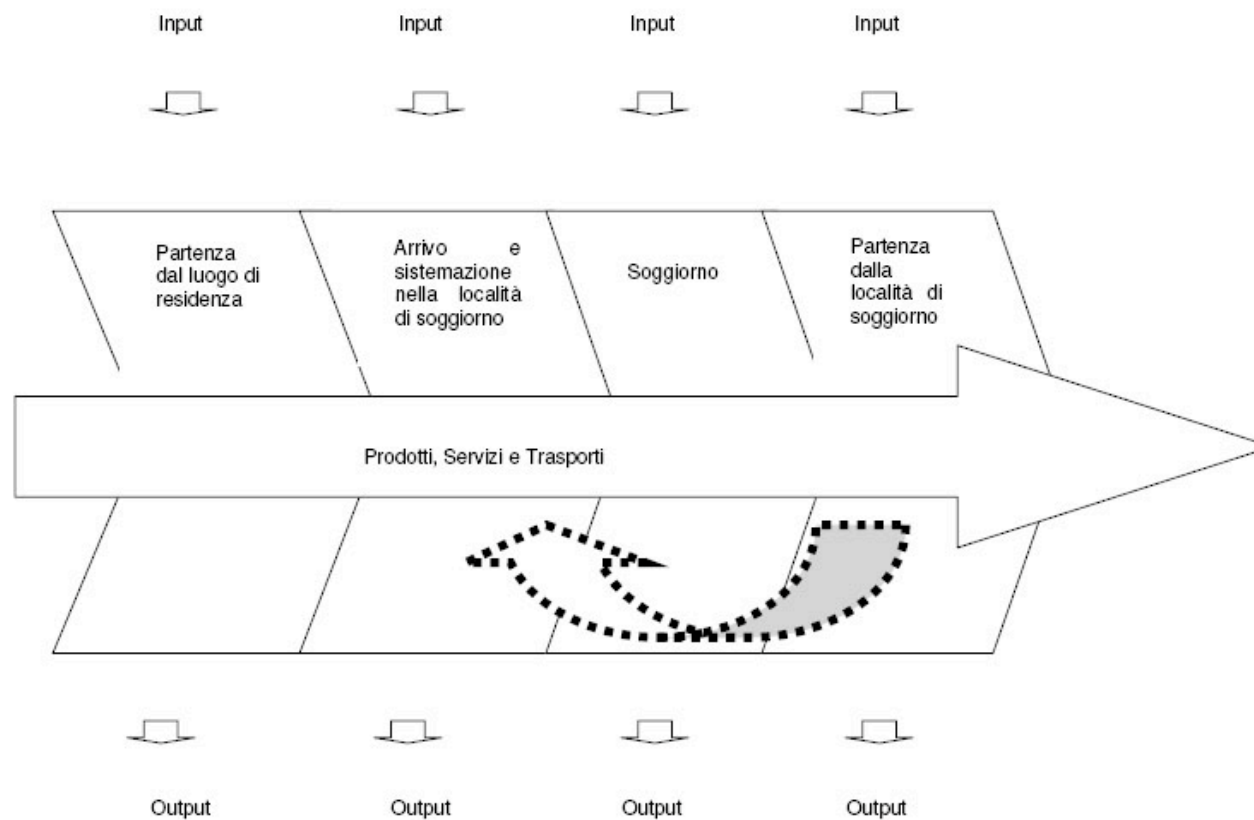 Input
Input
Input
Input
Partenza
dal luogo di
residenza
Arrivo e
sistemazione
nella località
di soggiorno
Soggiorno
Partenza
dalla
località di
soggiorno
Prodotti, Servizi e Trasporti
Output
Output
Output
Output